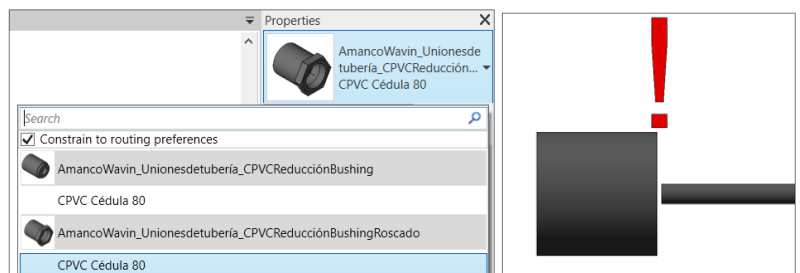 Properties
X
AmancoWavin_Unionesde
tubería_CPVCReducción...
CPVC Cédula 80
Search
Constrain to routing preferences
AmancoWavin_Unionesdetubería_CPVCReducciónBushing
CPVC Cédula 80
AmancoWavin_Unionesdetubería_CPVCReducciónBushingRoscado
CPVC Cédula 80
!